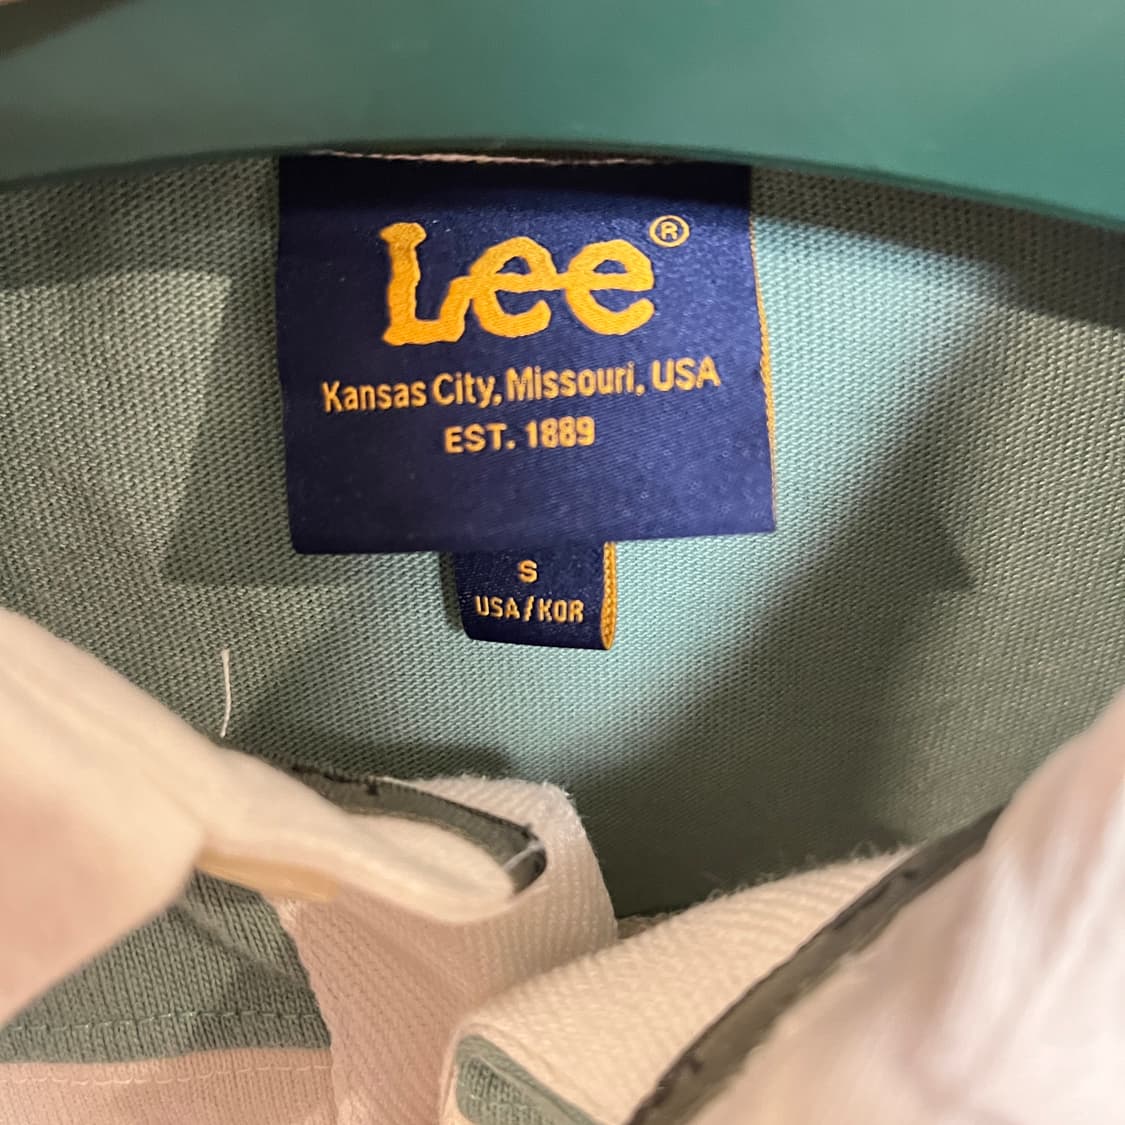 Lee®
Kansas City, Missouri, USA
EST. 1889
S
USA/KOR